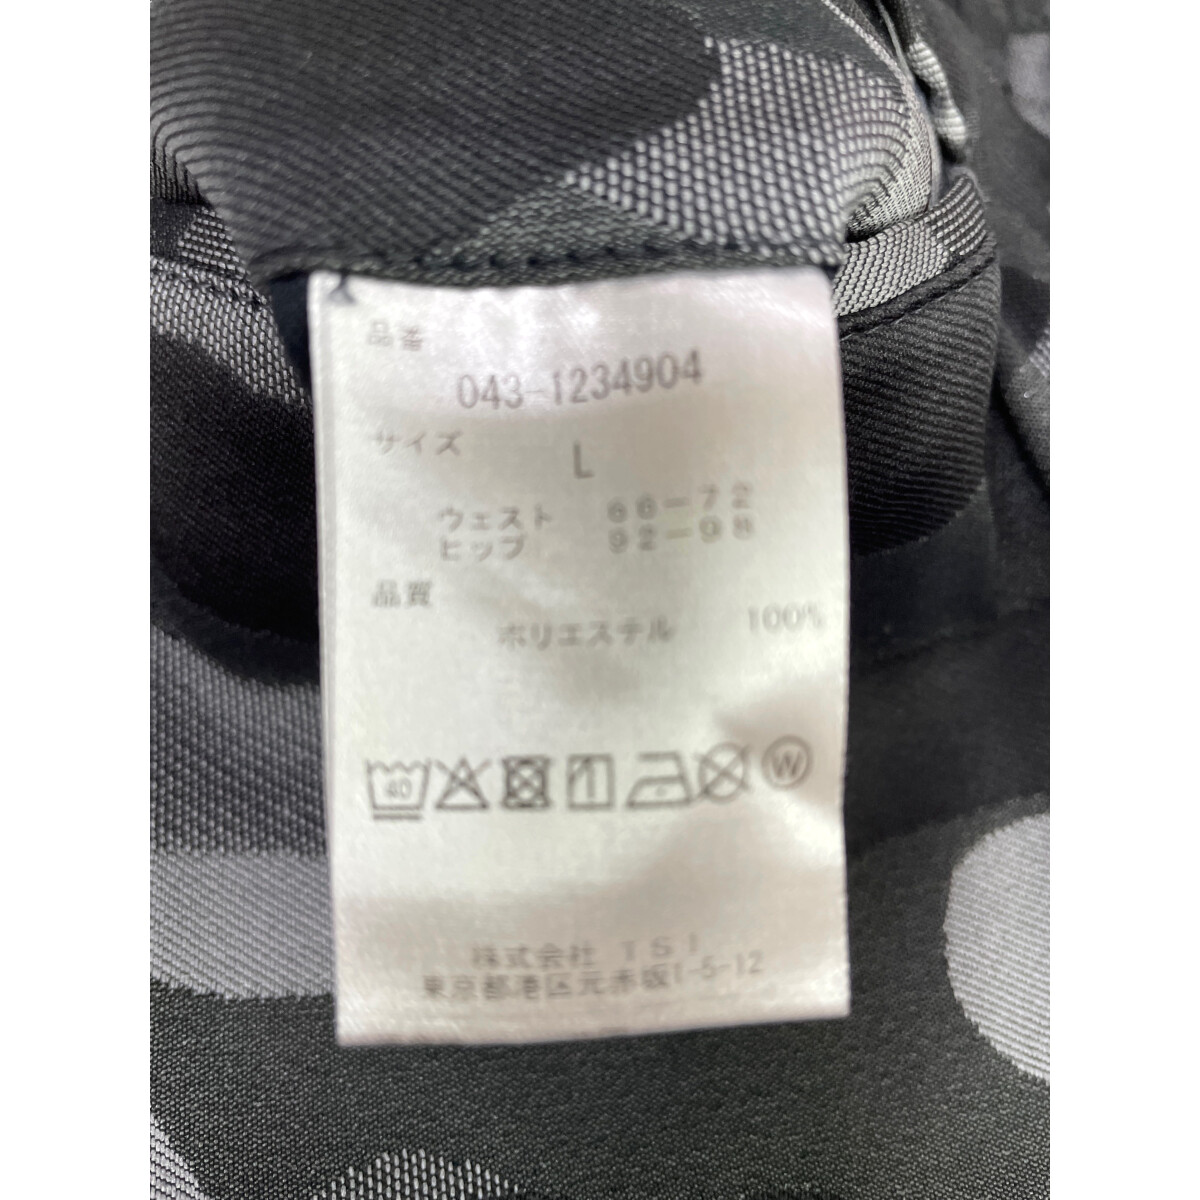 品番
043-1234904
サイズ
L
ウェスト 66-72
ヒップ 92-98
品質
ポリエステル 100%
40
W
株式会社 TSI
東京都港区元赤坂1-5-12